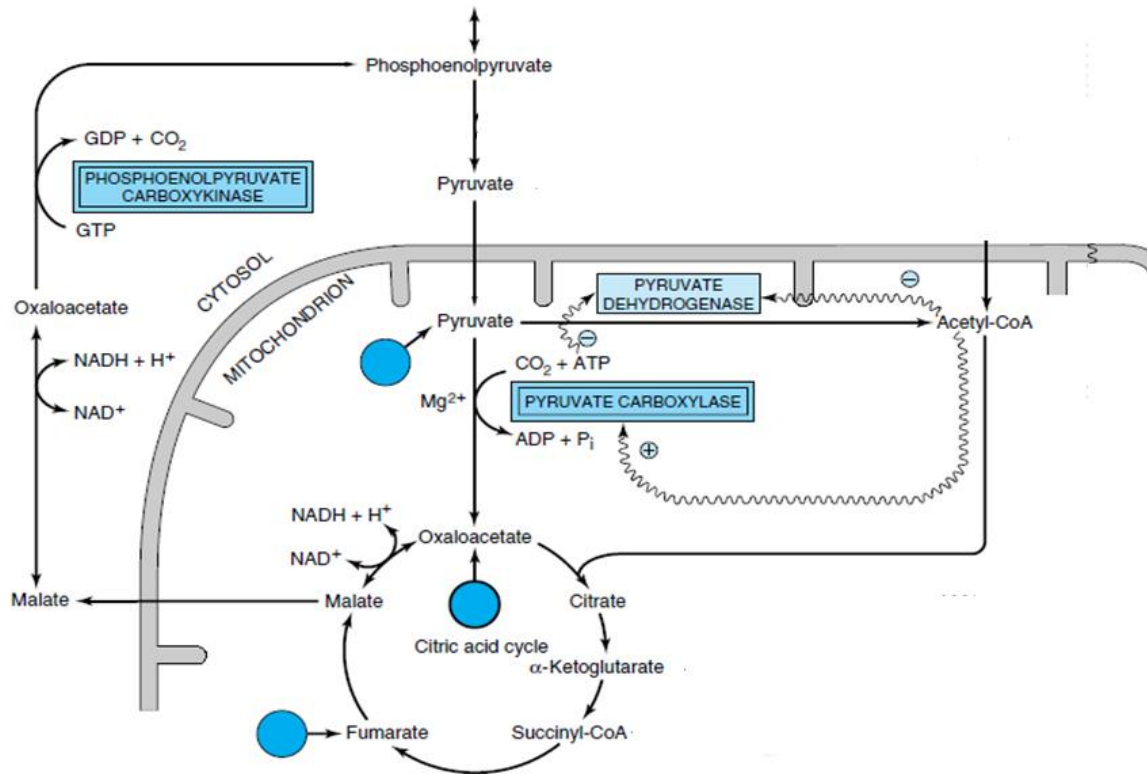 Phosphoenolpyruvate
GDP + CO2
PHOSPHOENOLPYRUVATE
CARBOXYKINASE
GTP
Pyruvate
CYTOSOL
MITOCHONDRION
Oxaloacetate
NADH + H+
NAD+
Malate
PYRUVATE
DEHYDROGENASE
−
−
Pyruvate
Acetyl-CoA
CO2 + ATP
Mg2+
PYRUVATE CARBOXYLASE
ADP + Pi
+
NADH + H+
NAD+
Oxaloacetate
Malate
Citrate
Citric acid cycle
α-Ketoglutarate
Fumarate
Succinyl-CoA